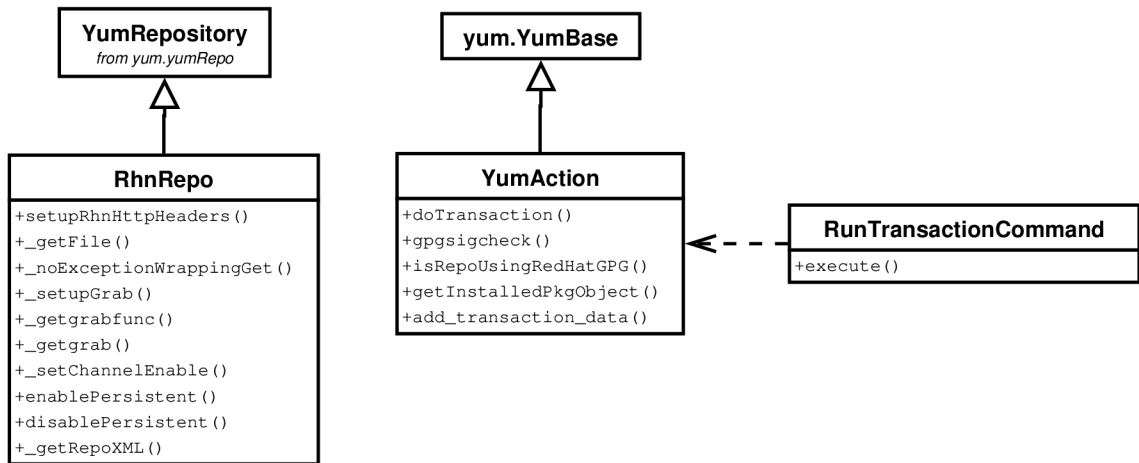 YumRepository
from yum.yumRepo
RhnRepo
+setupRhnHttpHeaders()
+_getFile()
+_noExceptionWrappingGet()
+_setupGrab()
+_getgrabfunc()
+_getgrab()
+_setChannelEnable()
+enablePersistent()
+disablePersistent()
+_getRepoXML()
yum.YumBase
YumAction
+doTransaction()
+gpgsigcheck()
+isRepoUsingRedHatGPG()
+getInstalledPkgObject()
+add_transaction_data()
RunTransactionCommand
+execute()